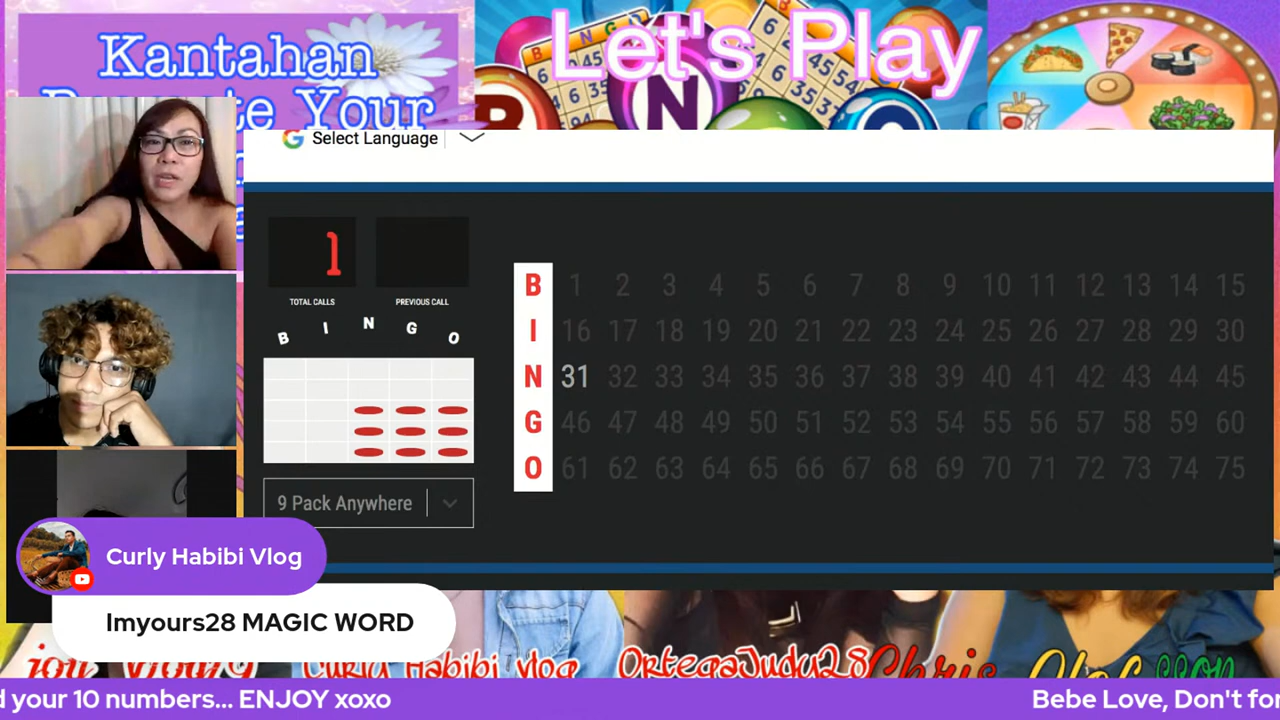 Kantahan
Let's Play
Your
Select Language
1
TOTAL CALLS
PREVIOUS CALL
B I N G O
9 Pack Anywhere
B 1 2 3 4 5 6 7 8 9 10 11 12 13 14 15
I 16 17 18 19 20 21 22 23 24 25 26 27 28 29 30
N 31 32 33 34 35 36 37 38 39 40 41 42 43 44 45
G 46 47 48 49 50 51 52 53 54 55 56 57 58 59 60
O 61 62 63 64 65 66 67 68 69 70 71 72 73 74 75
Curly Habibi Vlog
Imyours28 MAGIC WORD
Curly Habibi Vlog
OrtegaJudy28
Chris
d your 10 numbers... ENJOY xoxo
Bebe Love, Don't for